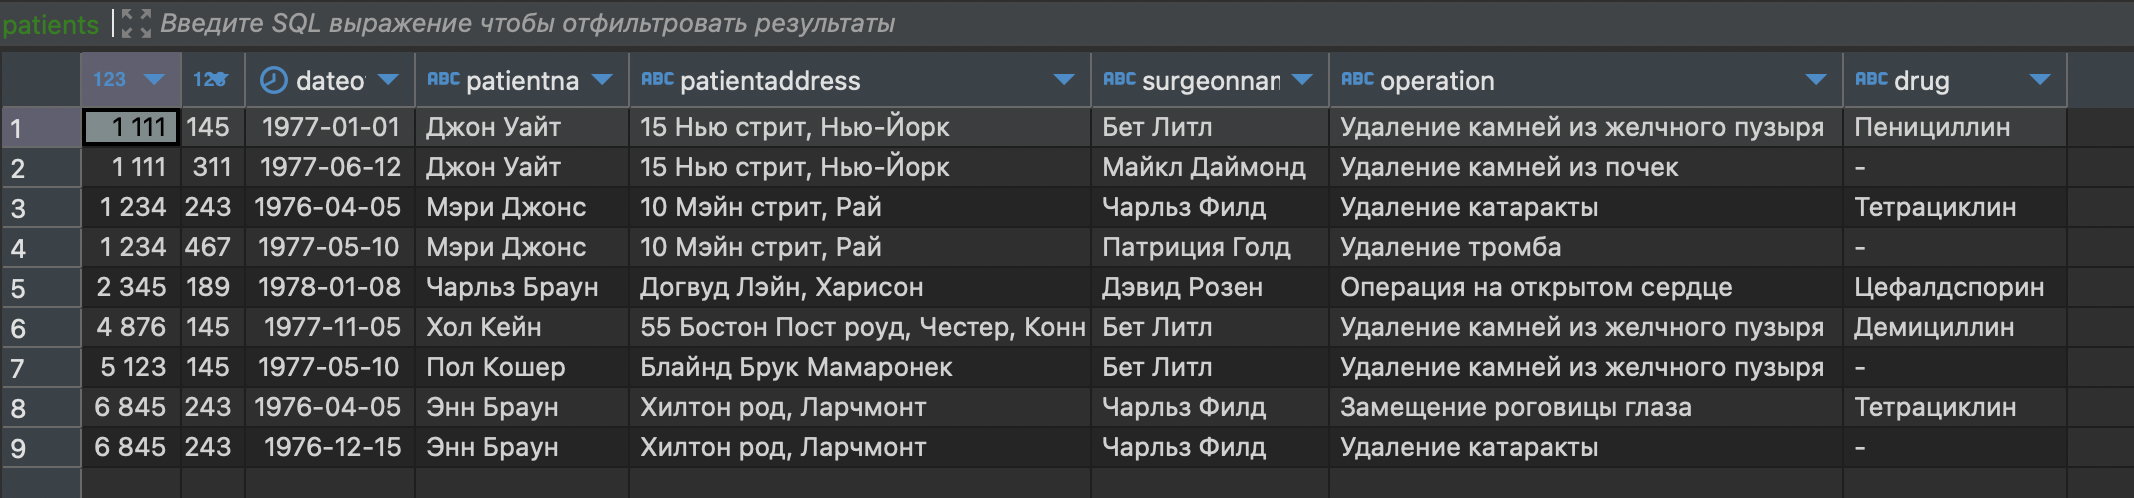 patients Введите SQL выражение чтобы отфильтровать результаты
123 123 dateo ABC patientna ABC patientaddress ABC surgeonnan ABC operation ABC drug
1 1 111 145 1977-01-01 Джон Уайт 15 Нью стрит, Нью-Йорк Бет Литл Удаление камней из желчного пузыря Пенициллин
2 1 111 311 1977-06-12 Джон Уайт 15 Нью стрит, Нью-Йорк Майкл Даймонд Удаление камней из почек -
3 1 234 243 1976-04-05 Мэри Джонс 10 Мэйн стрит, Рай Чарльз Филд Удаление катаракты Тетрациклин
4 1 234 467 1977-05-10 Мэри Джонс 10 Мэйн стрит, Рай Патриция Голд Удаление тромба -
5 2 345 189 1978-01-08 Чарльз Браун Догвуд Лэйн, Харисон Дэвид Розен Операция на открытом сердце Цефалдспорин
6 4 876 145 1977-11-05 Хол Кейн 55 Бостон Пост роуд, Честер, Конн Бет Литл Удаление камней из желчного пузыря Демициллин
7 5 123 145 1977-05-10 Пол Кошер Блайнд Брук Мамаронек Бет Литл Удаление камней из желчного пузыря -
8 6 845 243 1976-04-05 Энн Браун Хилтон род, Ларчмонт Чарльз Филд Замещение роговицы глаза Тетрациклин
9 6 845 243 1976-12-15 Энн Браун Хилтон род, Ларчмонт Чарльз Филд Удаление катаракты -